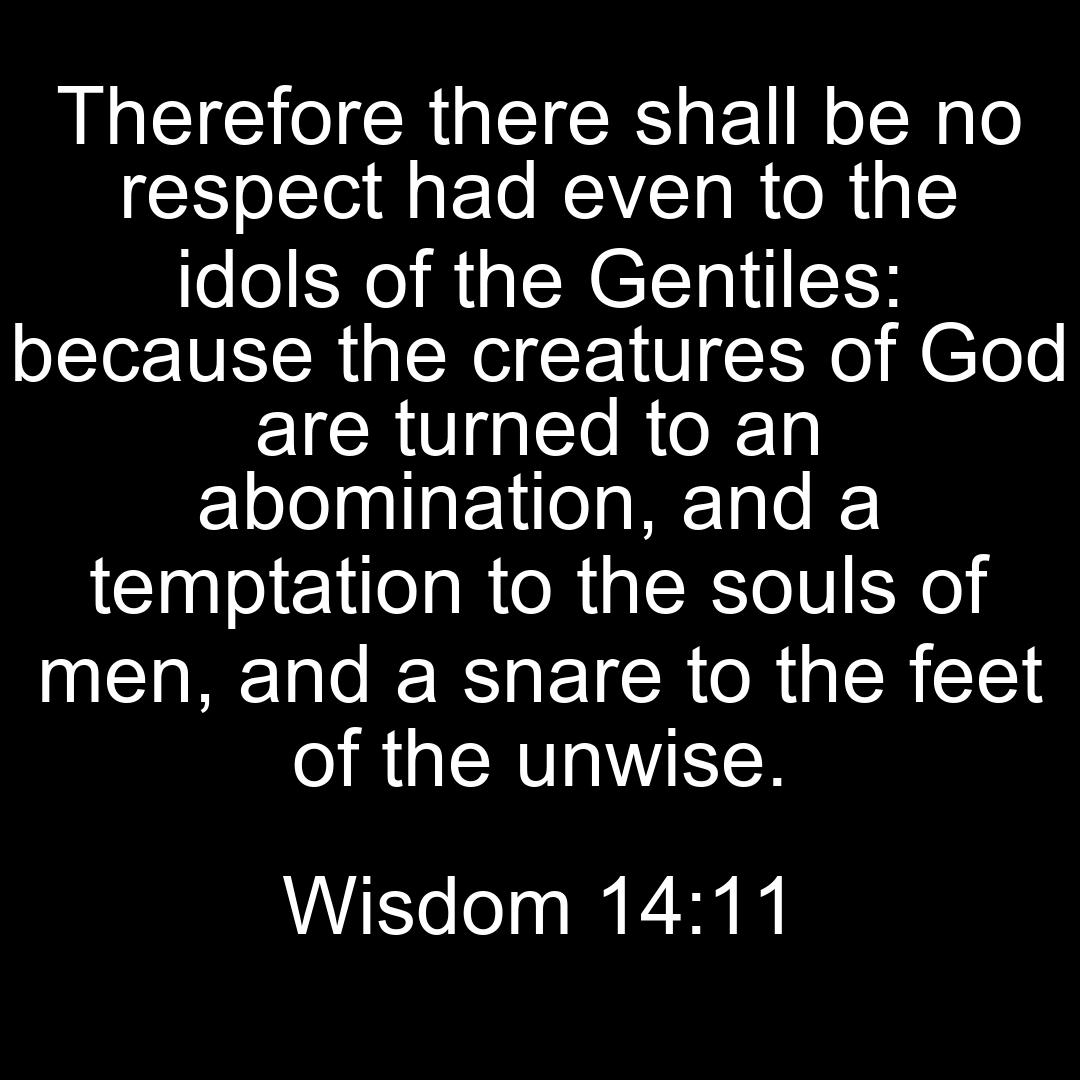 Therefore there shall be no
respect had even to the
idols of the Gentiles:
because the creatures of God
are turned to an
abomination, and a
temptation to the souls of
men, and a snare to the feet
of the unwise.
Wisdom 14:11